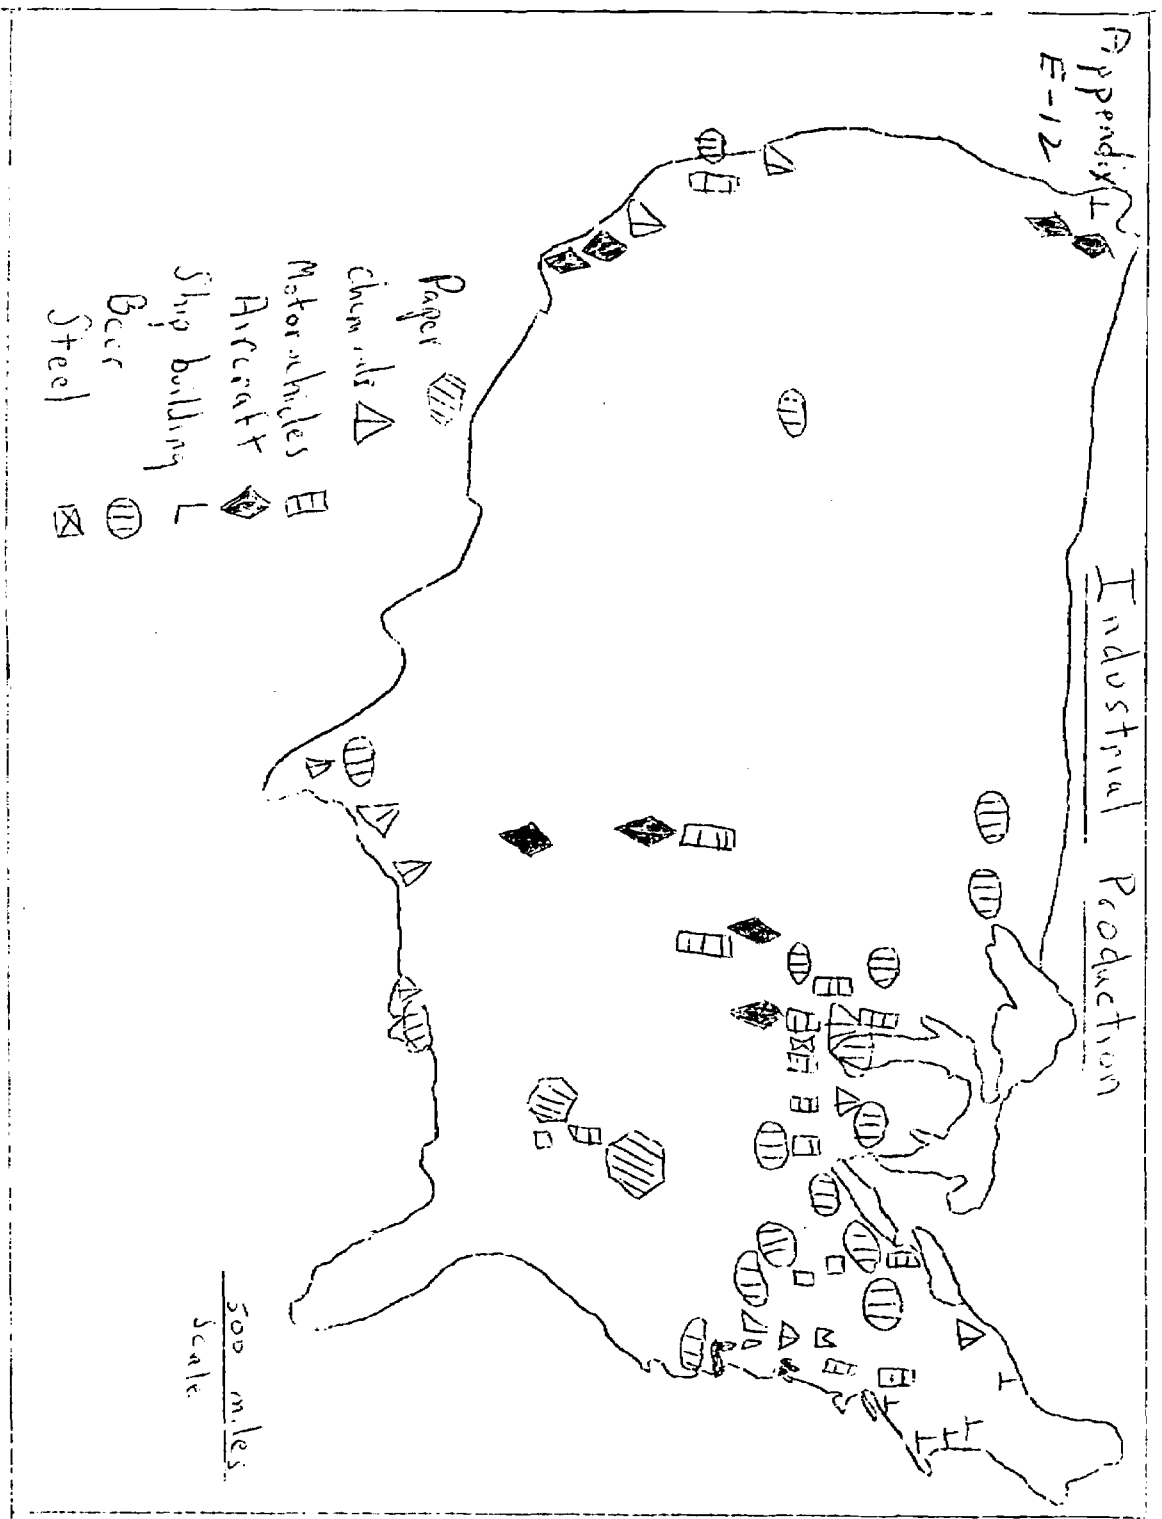 Appendix
E-12
Industrial Production
Paper
Chemicals
Motor vehicles
Aircraft
Ship building
Beer
Steel
500 miles
Scale